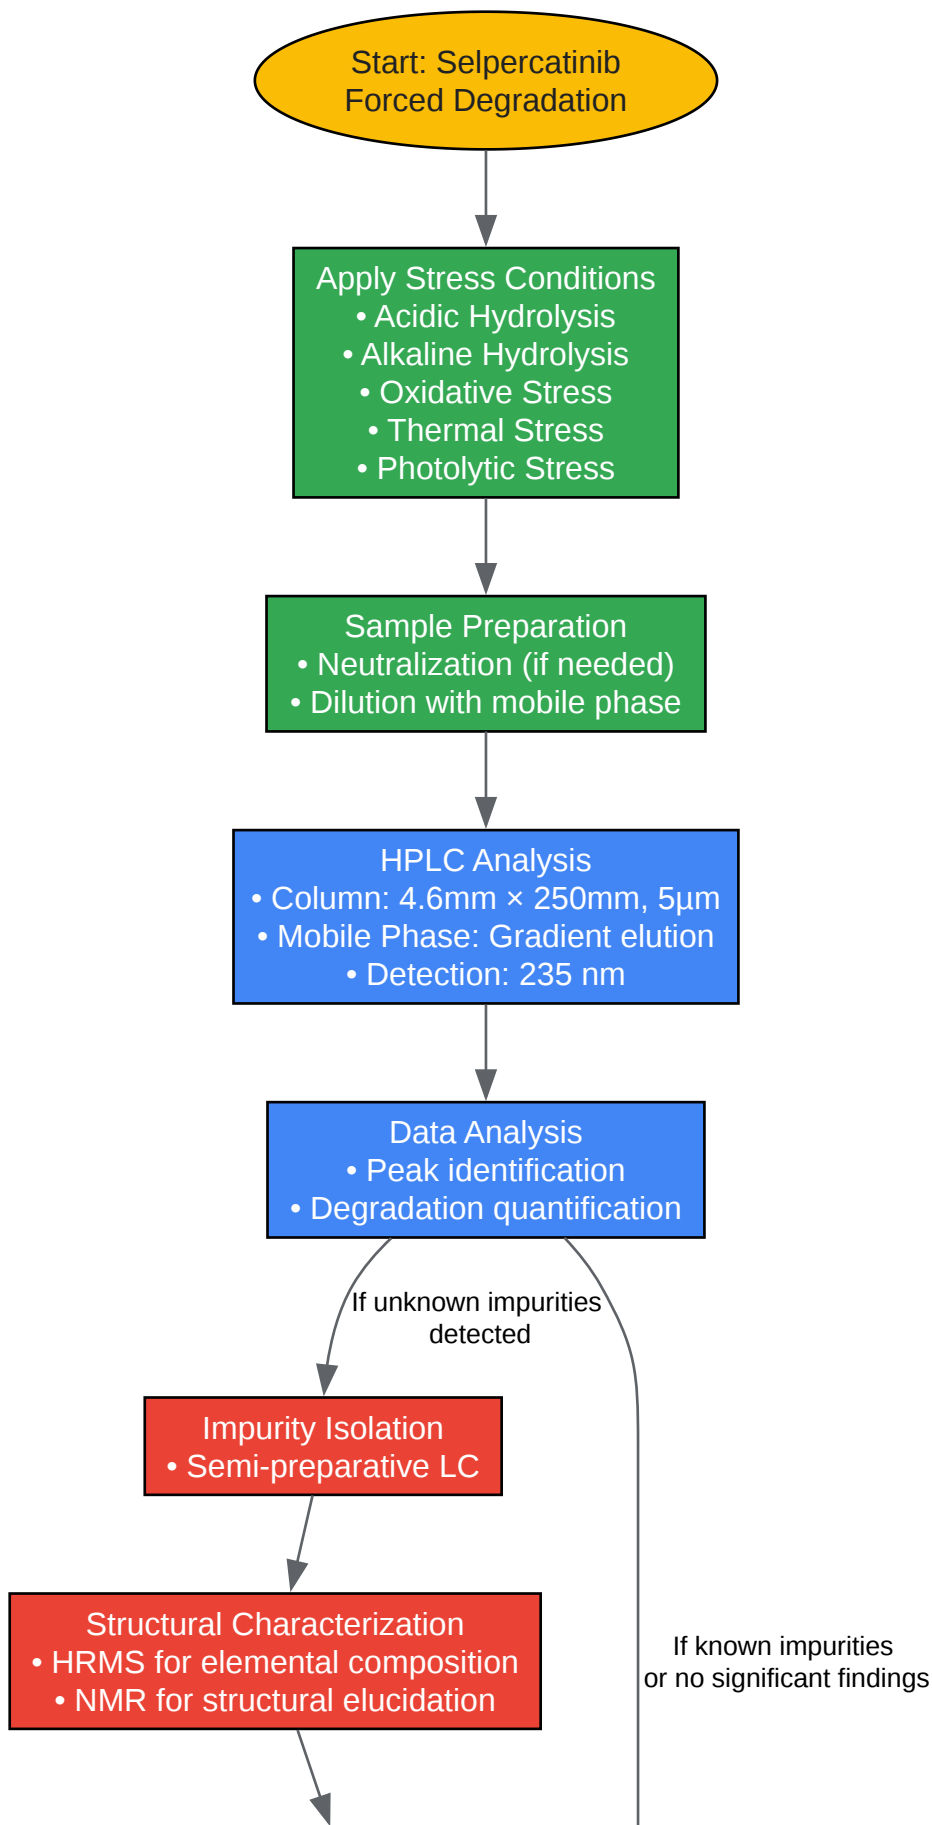 Start: Selpercatinib
Forced Degradation
Apply Stress Conditions
• Acidic Hydrolysis
• Alkaline Hydrolysis
• Oxidative Stress
• Thermal Stress
• Photolytic Stress
Sample Preparation
• Neutralization (if needed)
• Dilution with mobile phase
HPLC Analysis
• Column: 4.6mm × 250mm, 5µm
• Mobile Phase: Gradient elution
• Detection: 235 nm
Data Analysis
• Peak identification
• Degradation quantification
If unknown impurities
detected
Impurity Isolation
• Semi-preparative LC
Structural Characterization
• HRMS for elemental composition
• NMR for structural elucidation
If known impurities
or no significant findings